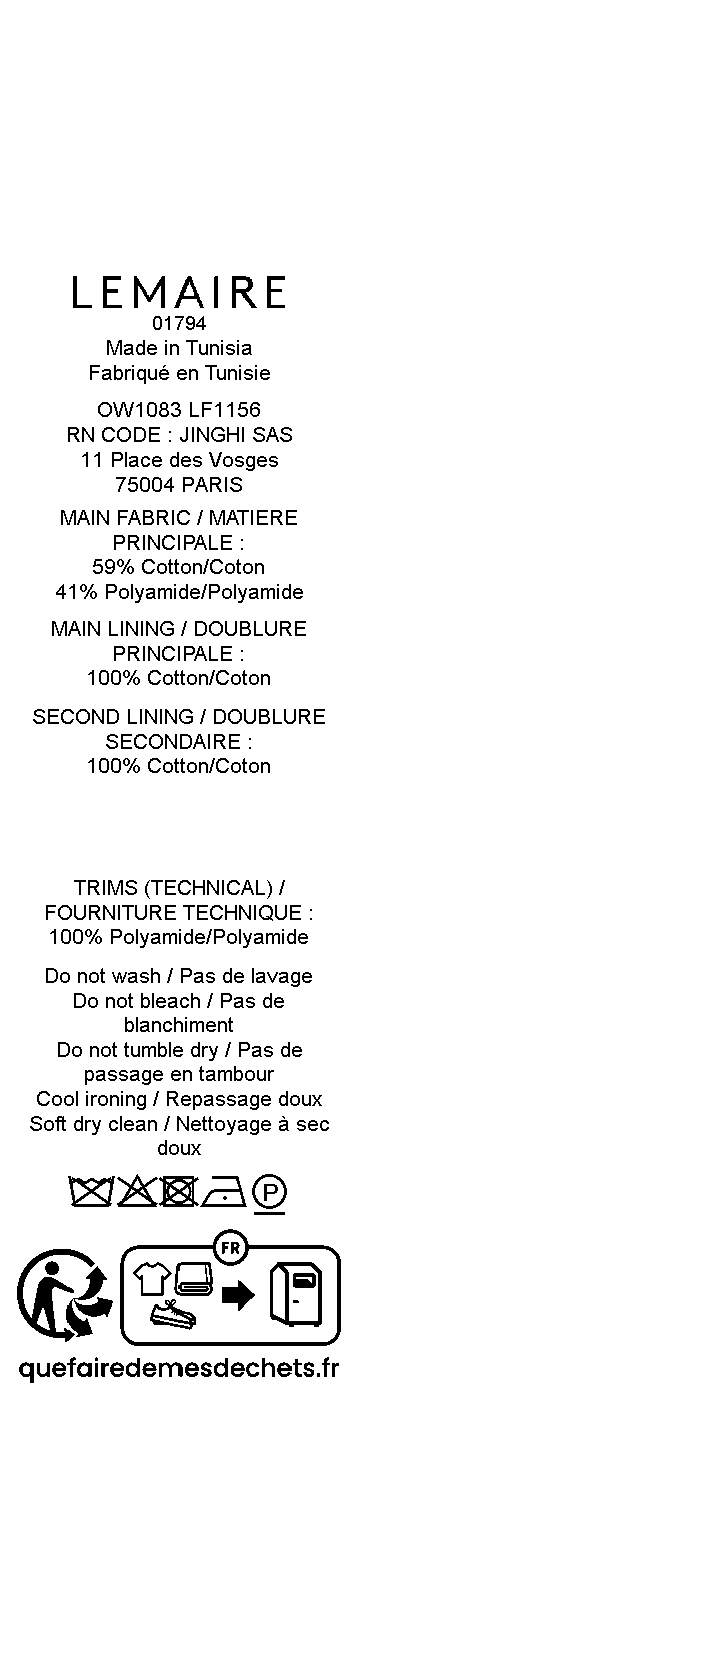 LEMAIRE
01794
Made in Tunisia
Fabriqué en Tunisie
OW1083 LF1156
RN CODE : JINGHI SAS
11 Place des Vosges
75004 PARIS
MAIN FABRIC / MATIERE
PRINCIPALE :
59% Cotton/Coton
41% Polyamide/Polyamide
MAIN LINING / DOUBLURE
PRINCIPALE :
100% Cotton/Coton
SECOND LINING / DOUBLURE
SECONDAIRE :
100% Cotton/Coton
TRIMS (TECHNICAL) /
FOURNITURE TECHNIQUE :
100% Polyamide/Polyamide
Do not wash / Pas de lavage
Do not bleach / Pas de
blanchiment
Do not tumble dry / Pas de
passage en tambour
Cool ironing / Repassage doux
Soft dry clean / Nettoyage à sec
doux
P
FR
quefairedemesdechets.fr